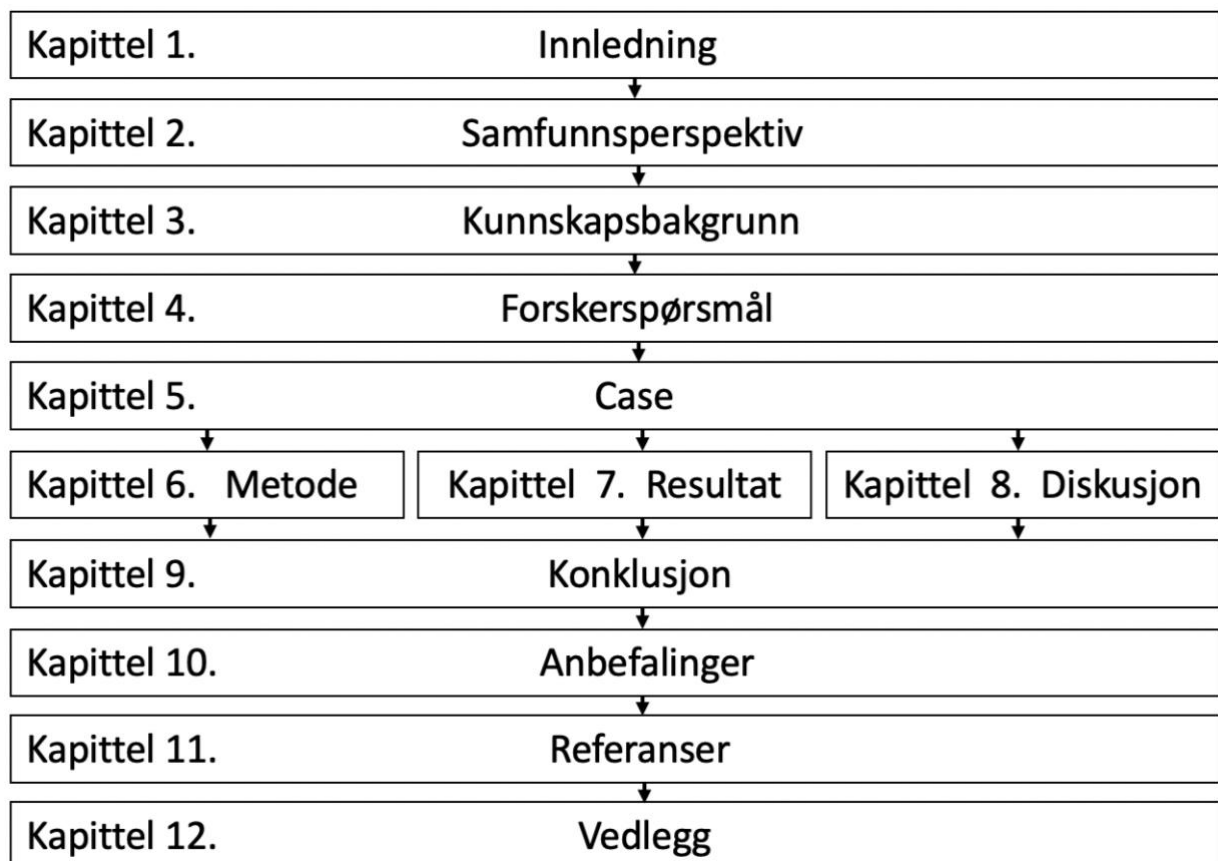 Kapittel 1. Innledning
Kapittel 2. Samfunnsperspektiv
Kapittel 3. Kunnskapsbakgrunn
Kapittel 4. Forskerspørsmål
Kapittel 5. Case
Kapittel 6. Metode
Kapittel 7. Resultat
Kapittel 8. Diskusjon
Kapittel 9. Konklusjon
Kapittel 10. Anbefalinger
Kapittel 11. Referanser
Kapittel 12. Vedlegg